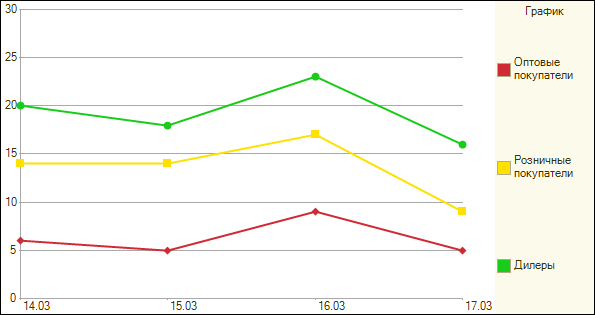 30
25
20
15
10
5
0
14.03
15.03
16.03
17.03
График
Оптовые
покупатели
Розничные
покупатели
Дилеры